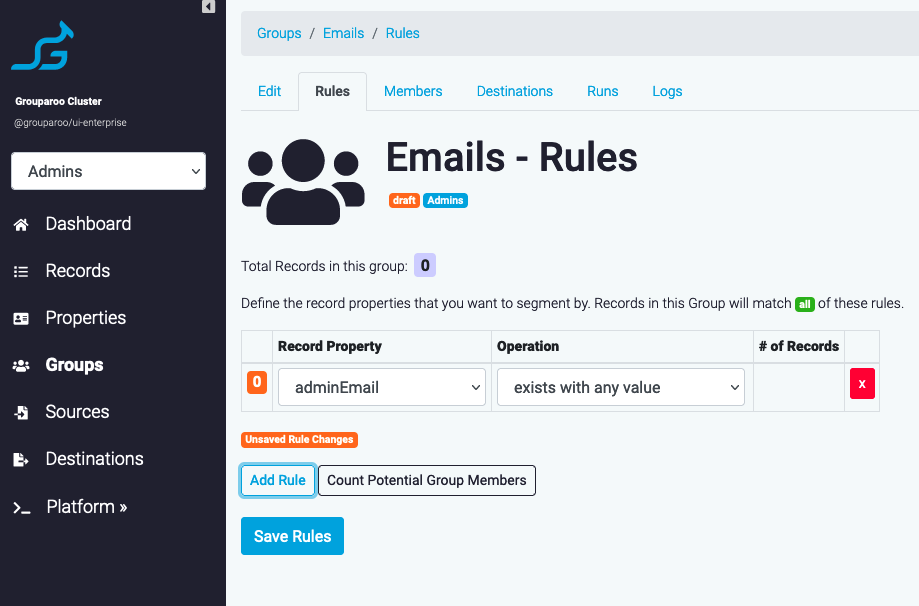 Grouparoo Cluster
@grouparoo/ui-enterprise
Admins
Dashboard
Records
Properties
Groups
Sources
Destinations
Platform »
Groups / Emails / Rules
Edit Rules Members Destinations Runs Logs
Emails - Rules
draft Admins
Total Records in this group: 0
Define the record properties that you want to segment by. Records in this Group will match all of these rules.
Record Property Operation # of Records
0 adminEmail exists with any value x
Unsaved Rule Changes
Add Rule Count Potential Group Members
Save Rules